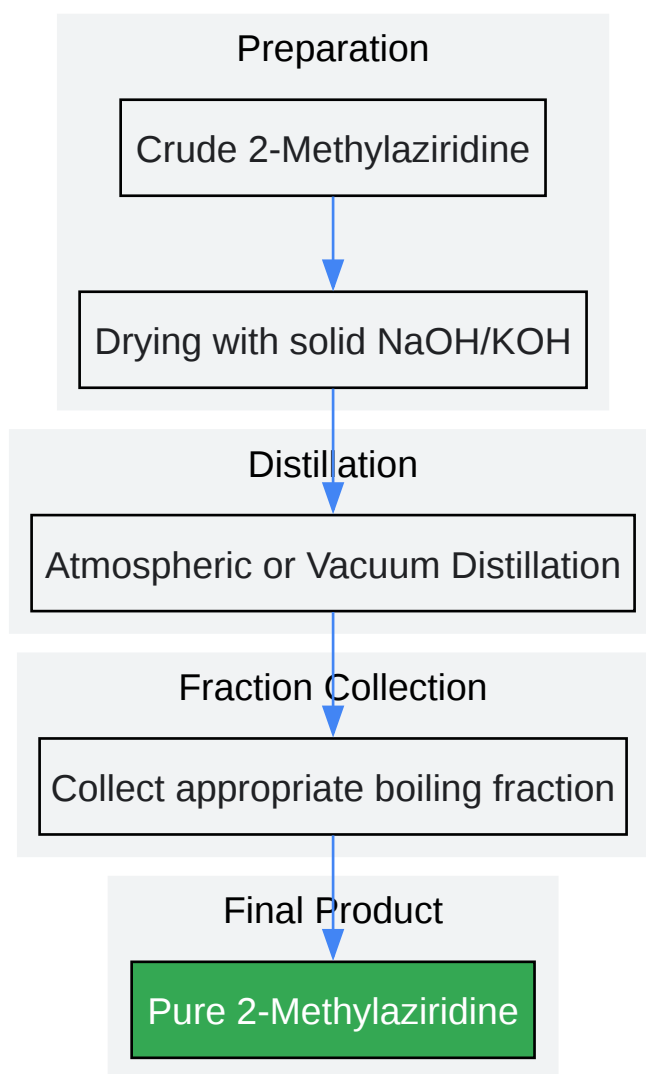 Preparation
Crude 2-Methylaziridine
Drying with solid NaOH/KOH
Distillation
Atmospheric or Vacuum Distillation
Fraction Collection
Collect appropriate boiling fraction
Final Product
Pure 2-Methylaziridine